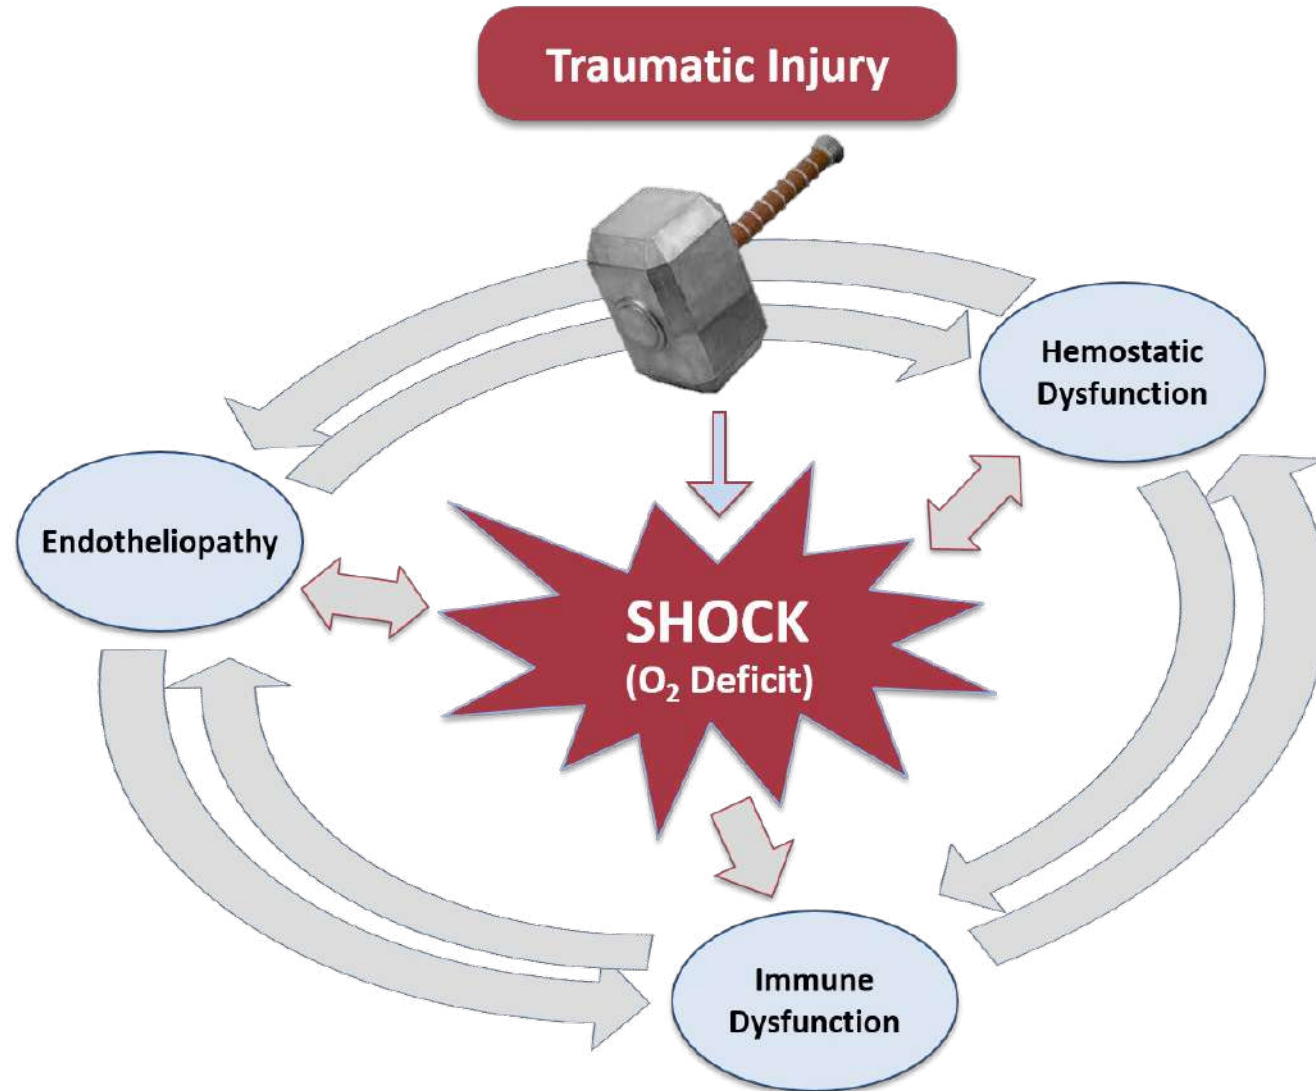 Traumatic Injury
Hemostatic
Dysfunction
Endotheliopathy
SHOCK
(O₂ Deficit)
Immune
Dysfunction